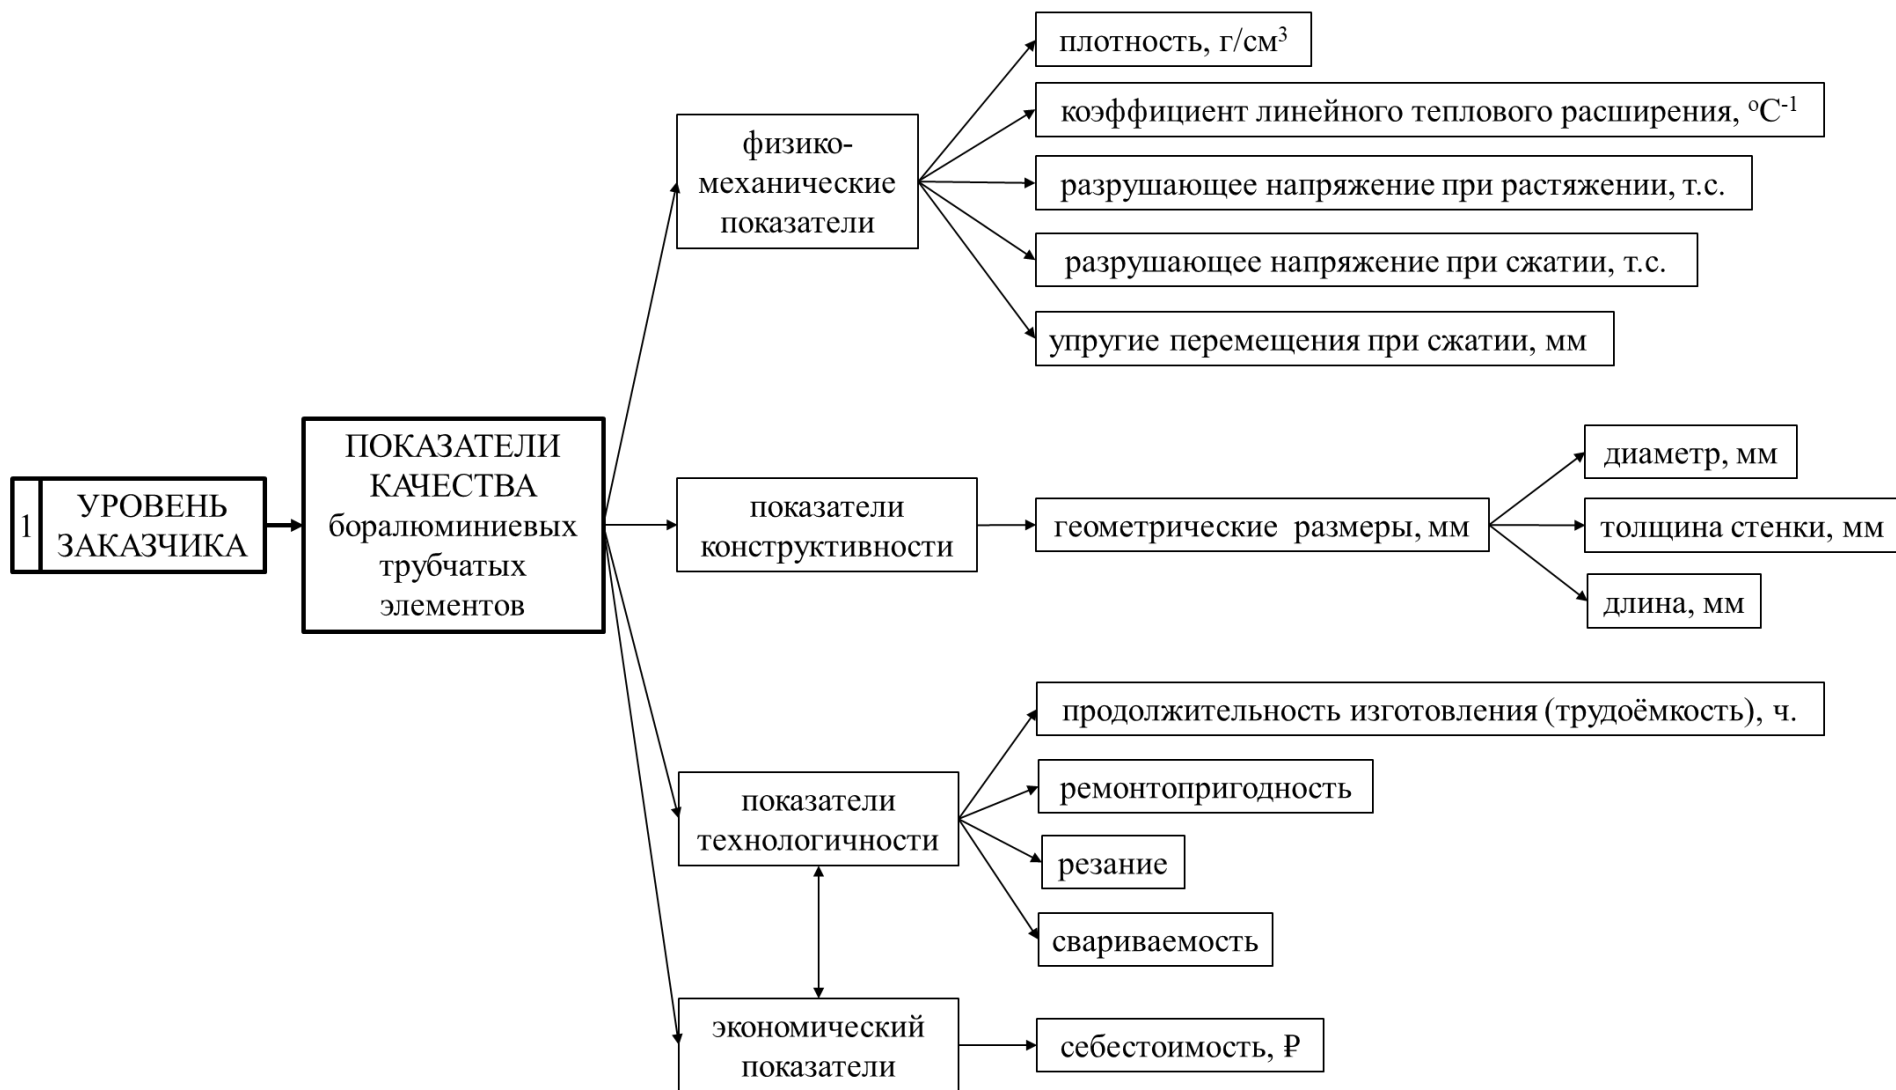 1
УРОВЕНЬ
ЗАКАЗЧИКА
ПОКАЗАТЕЛИ
КАЧЕСТВА
боралюминиевых
трубчатых
элементов
физико-
механические
показатели
плотность, г/см³
коэффициент линейного теплового расширения, ᵒС⁻¹
разрушающее напряжение при растяжении, т.с.
разрушающее напряжение при сжатии, т.с.
упругие перемещения при сжатии, мм
показатели
конструктивности
геометрические размеры, мм
диаметр, мм
толщина стенки, мм
длина, мм
показатели
технологичности
продолжительность изготовления (трудоёмкость), ч.
ремонтопригодность
резание
свариваемость
экономический
показатели
себестоимость, ₽